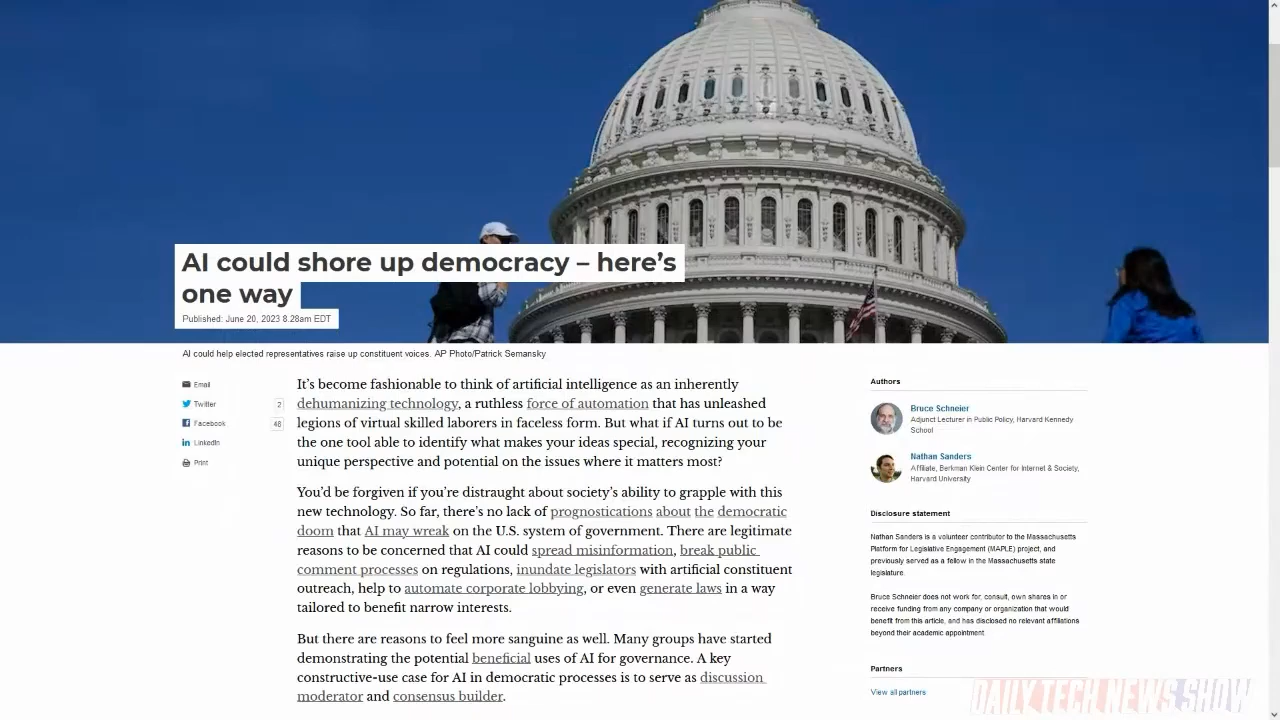 AI could shore up democracy – here's
one way
Published: June 20, 2023 8.28am EDT
AI could help elected representatives raise up constituent voices. AP Photo/Patrick Semansky
Email
Twitter
2
Facebook
48
LinkedIn
Print
It's become fashionable to think of artificial intelligence as an inherently
dehumanizing technology, a ruthless force of automation that has unleashed
legions of virtual skilled laborers in faceless form. But what if AI turns out to be
the one tool able to identify what makes your ideas special, recognizing your
unique perspective and potential on the issues where it matters most?
You'd be forgiven if you're distraught about society's ability to grapple with this
new technology. So far, there's no lack of prognostications about the democratic
doom that AI may wreak on the U.S. system of government. There are legitimate
reasons to be concerned that AI could spread misinformation, break public
comment processes on regulations, inundate legislators with artificial constituent
outreach, help to automate corporate lobbying, or even generate laws in a way
tailored to benefit narrow interests.
But there are reasons to feel more sanguine as well. Many groups have started
demonstrating the potential beneficial uses of AI for governance. A key
constructive-use case for AI in democratic processes is to serve as discussion
moderator and consensus builder.
Authors
Bruce Schneier
Adjunct Lecturer in Public Policy, Harvard Kennedy
School
Nathan Sanders
Affiliate, Berkman Klein Center for Internet & Society,
Harvard University
Disclosure statement
Nathan Sanders is a volunteer contributor to the Massachusetts
Platform for Legislative Engagement (MAPLE) project, and
previously served as a fellow in the Massachusetts state
legislature.
Bruce Schneier does not work for, consult, own shares in or
receive funding from any company or organization that would
benefit from this article, and has disclosed no relevant affiliations
beyond their academic appointment.
Partners
View all partners
DAILY TECH NEWS SHOW